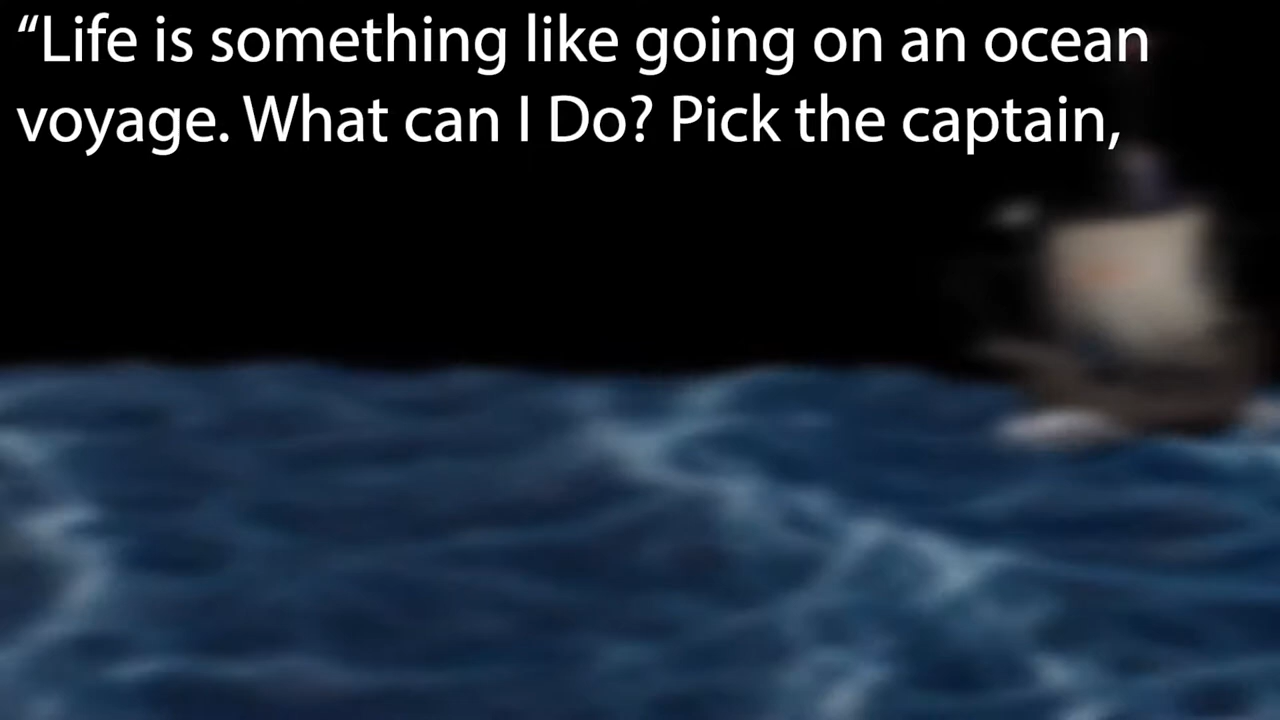 “Life is something like going on an ocean
voyage. What can I Do? Pick the captain,